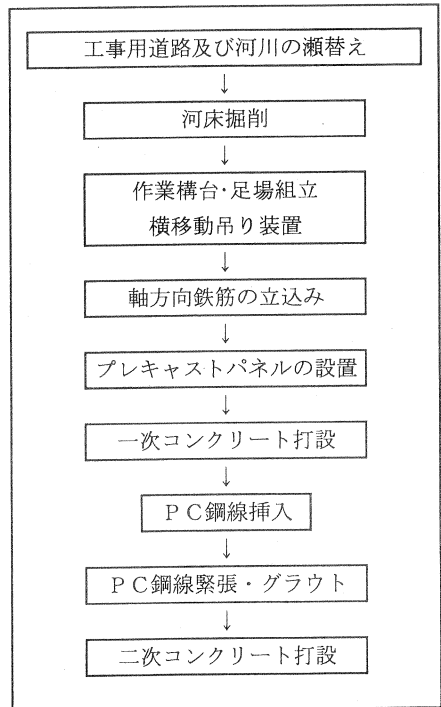 工事用道路及び河川の瀬替え
↓
河床掘削
↓
作業構台・足場組立
横移動吊り装置
↓
軸方向鉄筋の立込み
↓
プレキャストパネルの設置
↓
一次コンクリート打設
↓
ＰＣ鋼線挿入
↓
ＰＣ鋼線緊張・グラウト
↓
二次コンクリート打設